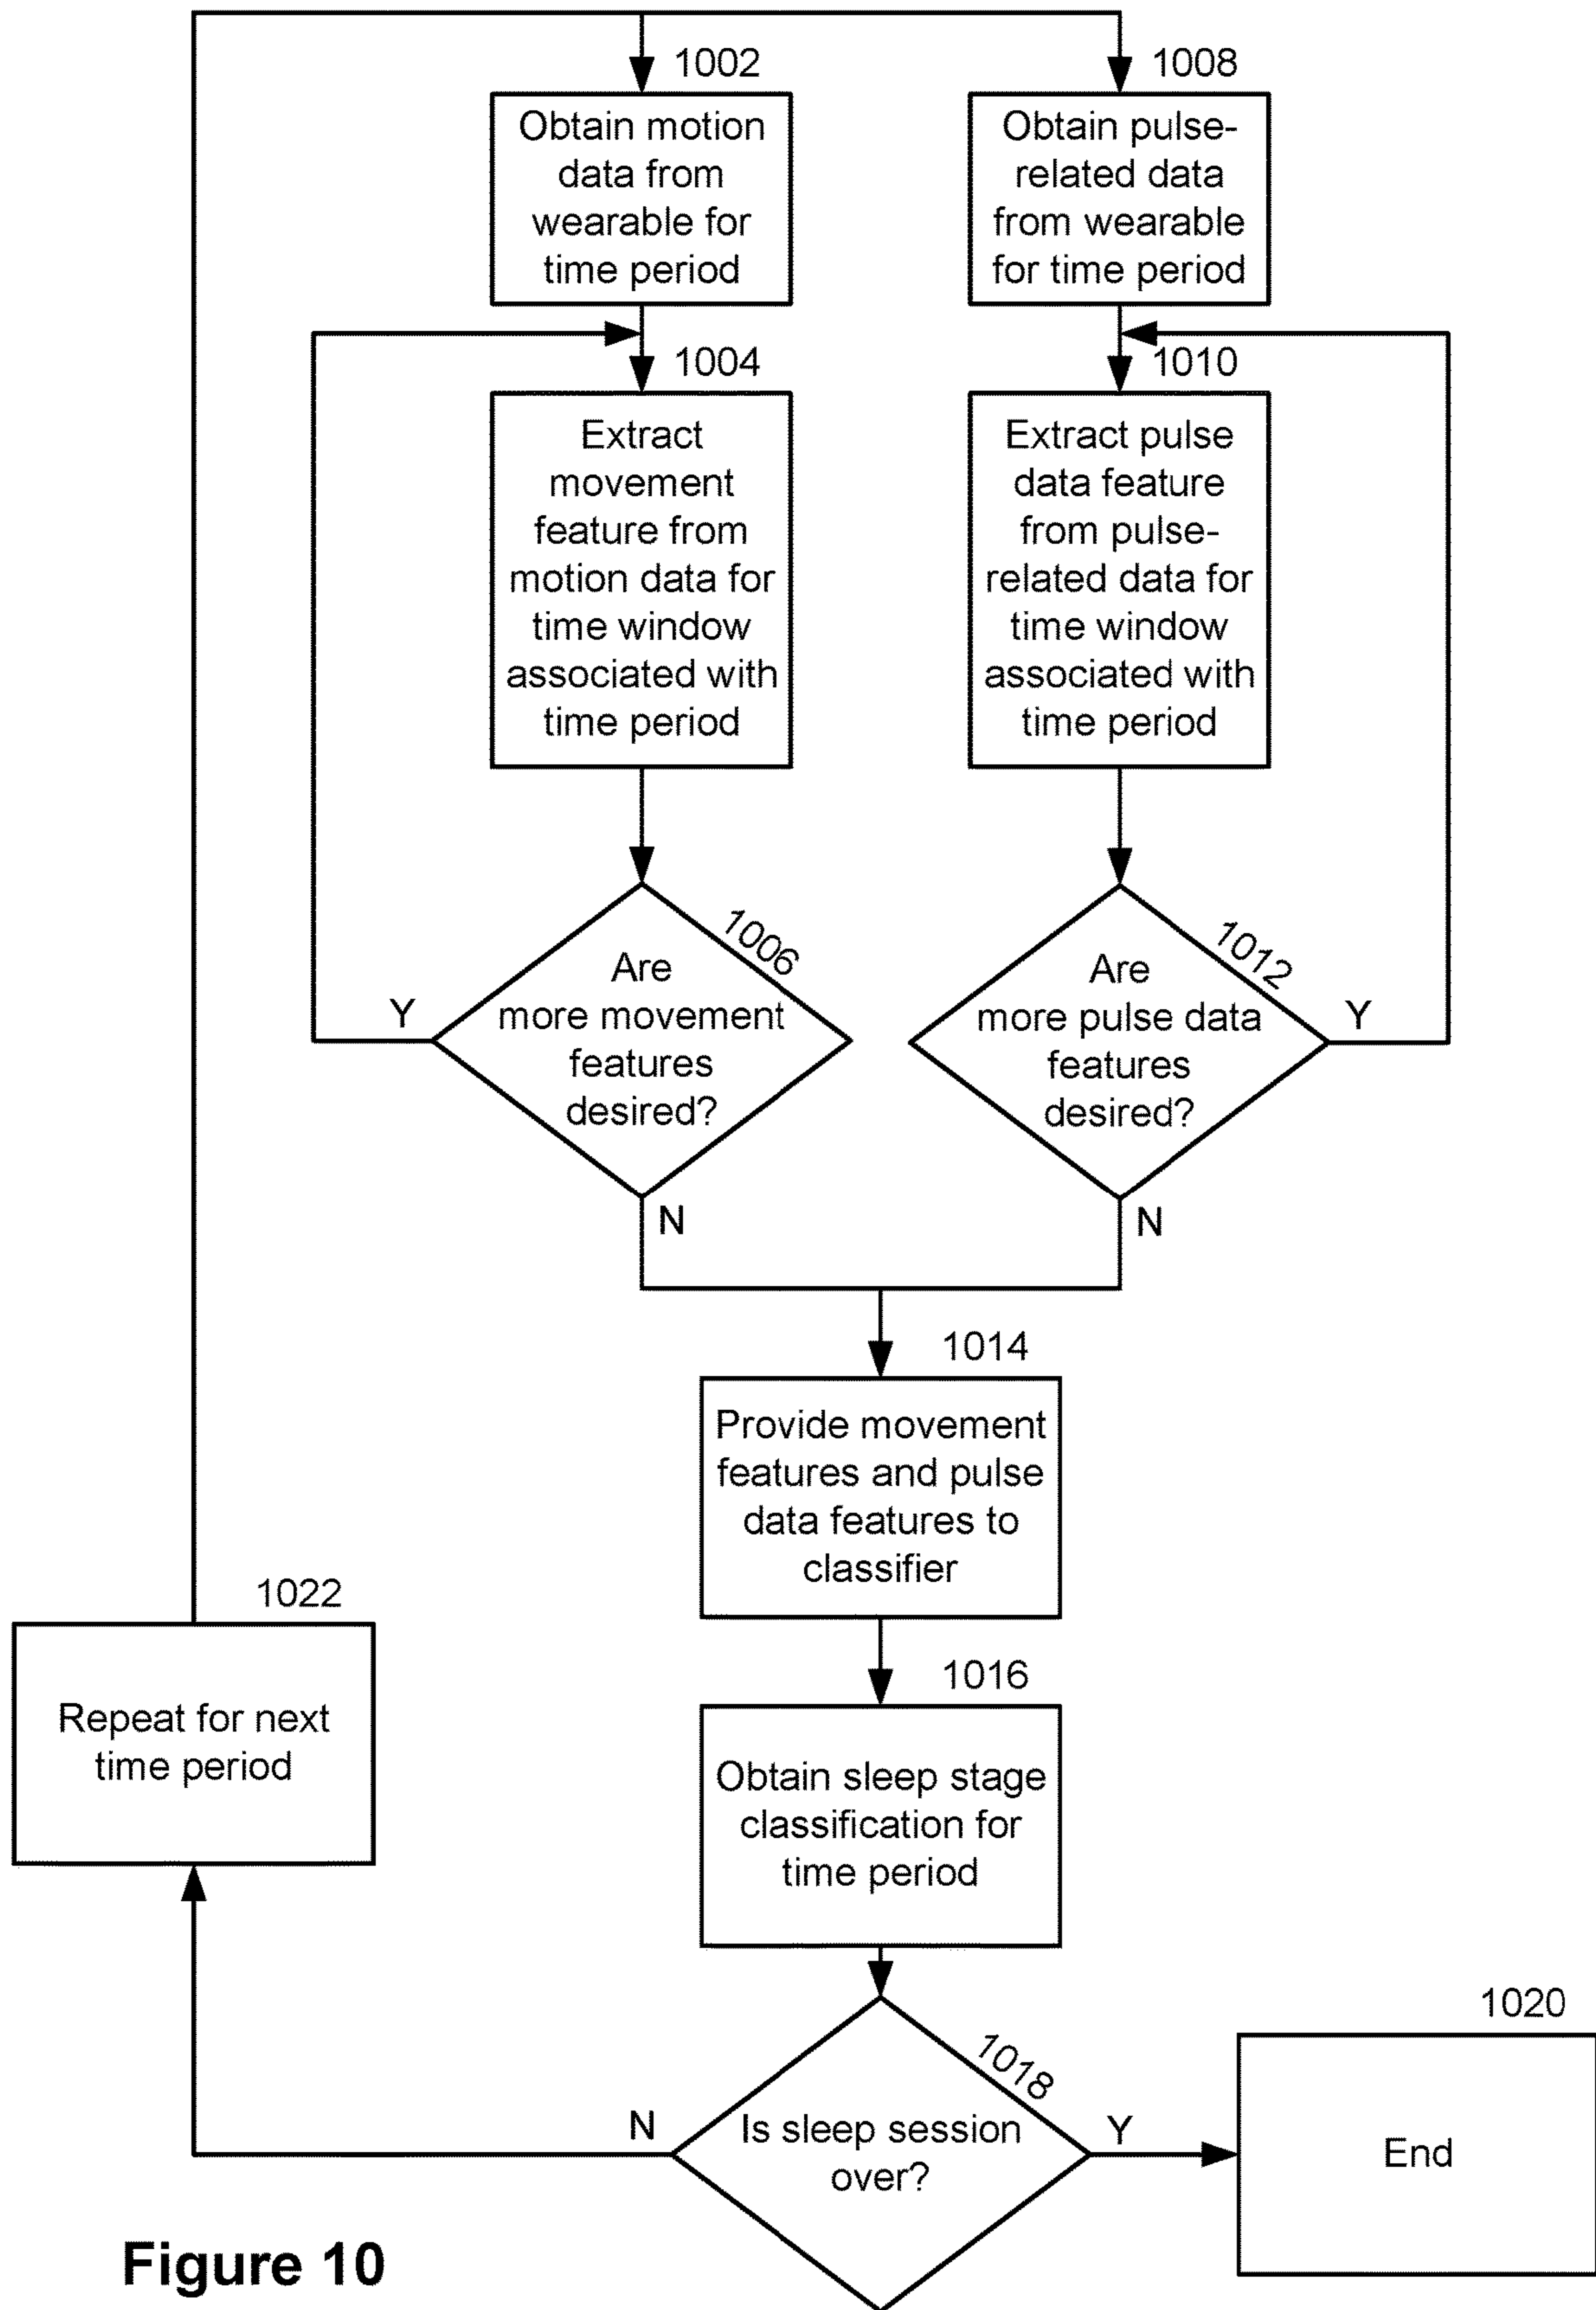 1002
Obtain motion
data from
wearable for
time period
1008
Obtain pulse-
related data
from wearable
for time period
1004
Extract
movement
feature from
motion data for
time window
associated with
time period
1010
Extract pulse
data feature
from pulse-
related data for
time window
associated with
time period
1006
Are
more movement
features
desired?
Y
N
1012
Are
more pulse data
features
desired?
Y
N
1014
Provide movement
features and pulse
data features to
classifier
1016
Obtain sleep stage
classification for
time period
1018
Is sleep session
over?
N
Y
1022
Repeat for next
time period
1020
End
Figure 10